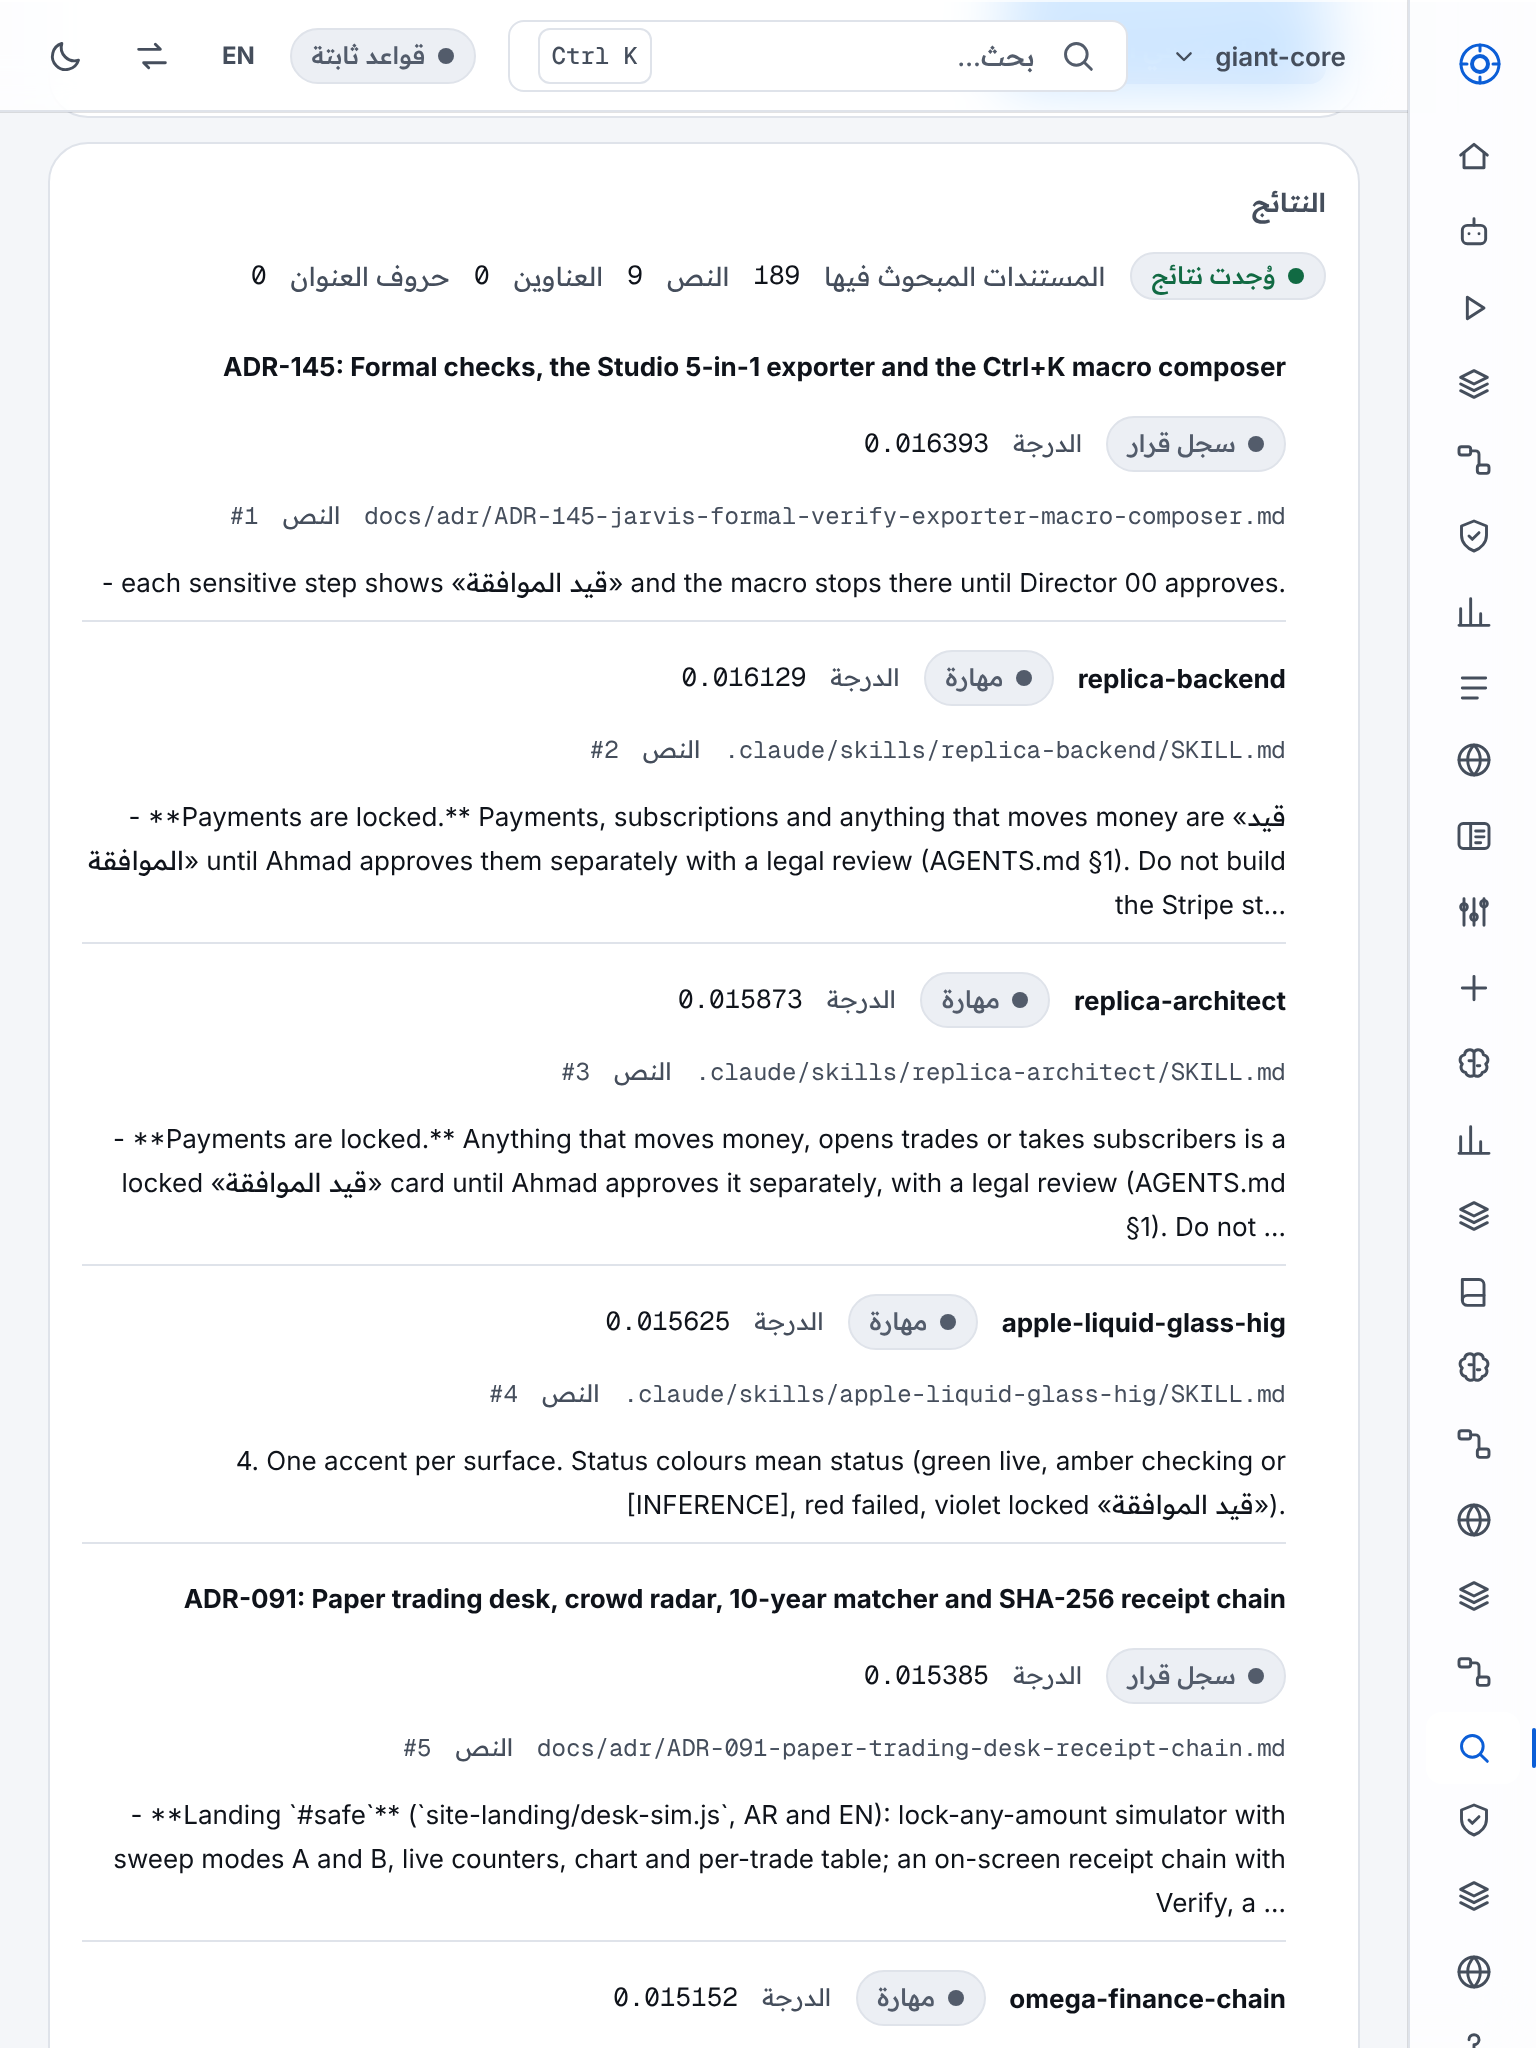 giant-core
بحث...
Ctrl K
قواعد ثابتة
EN
النتائج
وُجدت نتائج المستندات المبحوث فيها 189 النص 9 العناوين 0 حروف العنوان 0
ADR-145: Formal checks, the Studio 5-in-1 exporter and the Ctrl+K macro composer
سجل قرار الدرجة 0.016393
docs/adr/ADR-145-jarvis-formal-verify-exporter-macro-composer.md النص #1
- each sensitive step shows «قيد الموافقة» and the macro stops there until Director 00 approves.
replica-backend مهارة الدرجة 0.016129
.claude/skills/replica-backend/SKILL.md النص #2
- **Payments are locked.** Payments, subscriptions and anything that moves money are «قيد
الموافقة» until Ahmad approves them separately with a legal review (AGENTS.md §1). Do not build
the Stripe st...
replica-architect مهارة الدرجة 0.015873
.claude/skills/replica-architect/SKILL.md النص #3
- **Payments are locked.** Anything that moves money, opens trades or takes subscribers is a
locked «قيد الموافقة» card until Ahmad approves it separately, with a legal review (AGENTS.md
§1). Do not ...
apple-liquid-glass-hig مهارة الدرجة 0.015625
.claude/skills/apple-liquid-glass-hig/SKILL.md النص #4
4. One accent per surface. Status colours mean status (green live, amber checking or
[INFERENCE], red failed, violet locked «قيد الموافقة»).
ADR-091: Paper trading desk, crowd radar, 10-year matcher and SHA-256 receipt chain
سجل قرار الدرجة 0.015385
docs/adr/ADR-091-paper-trading-desk-receipt-chain.md النص #5
- **Landing `#safe`** (`site-landing/desk-sim.js`, AR and EN): lock-any-amount simulator with
sweep modes A and B, live counters, chart and per-trade table; an on-screen receipt chain with
Verify, a ...
omega-finance-chain مهارة الدرجة 0.015152